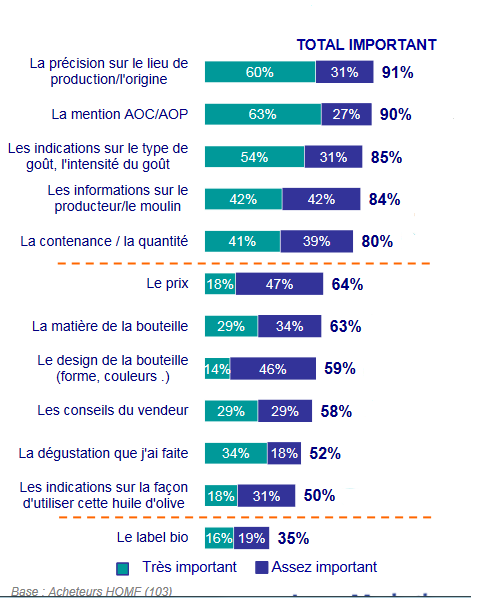 TOTAL IMPORTANT
La précision sur le lieu de
production/l'origine
60% 31% 91%
La mention AOC/AOP
63% 27% 90%
Les indications sur le type de
goût, l'intensité du goût
54% 31% 85%
Les informations sur le
producteur/le moulin
42% 42% 84%
La contenance / la quantité
41% 39% 80%
Le prix
18% 47% 64%
La matière de la bouteille
29% 34% 63%
Le design de la bouteille
(forme, couleurs .)
14% 46% 59%
Les conseils du vendeur
29% 29% 58%
La dégustation que j'ai faite
34% 18% 52%
Les indications sur la façon
d'utiliser cette huile d'olive
18% 31% 50%
Le label bio
16% 19% 35%
Très important Assez important
Base : Acheteurs HOMF (103)